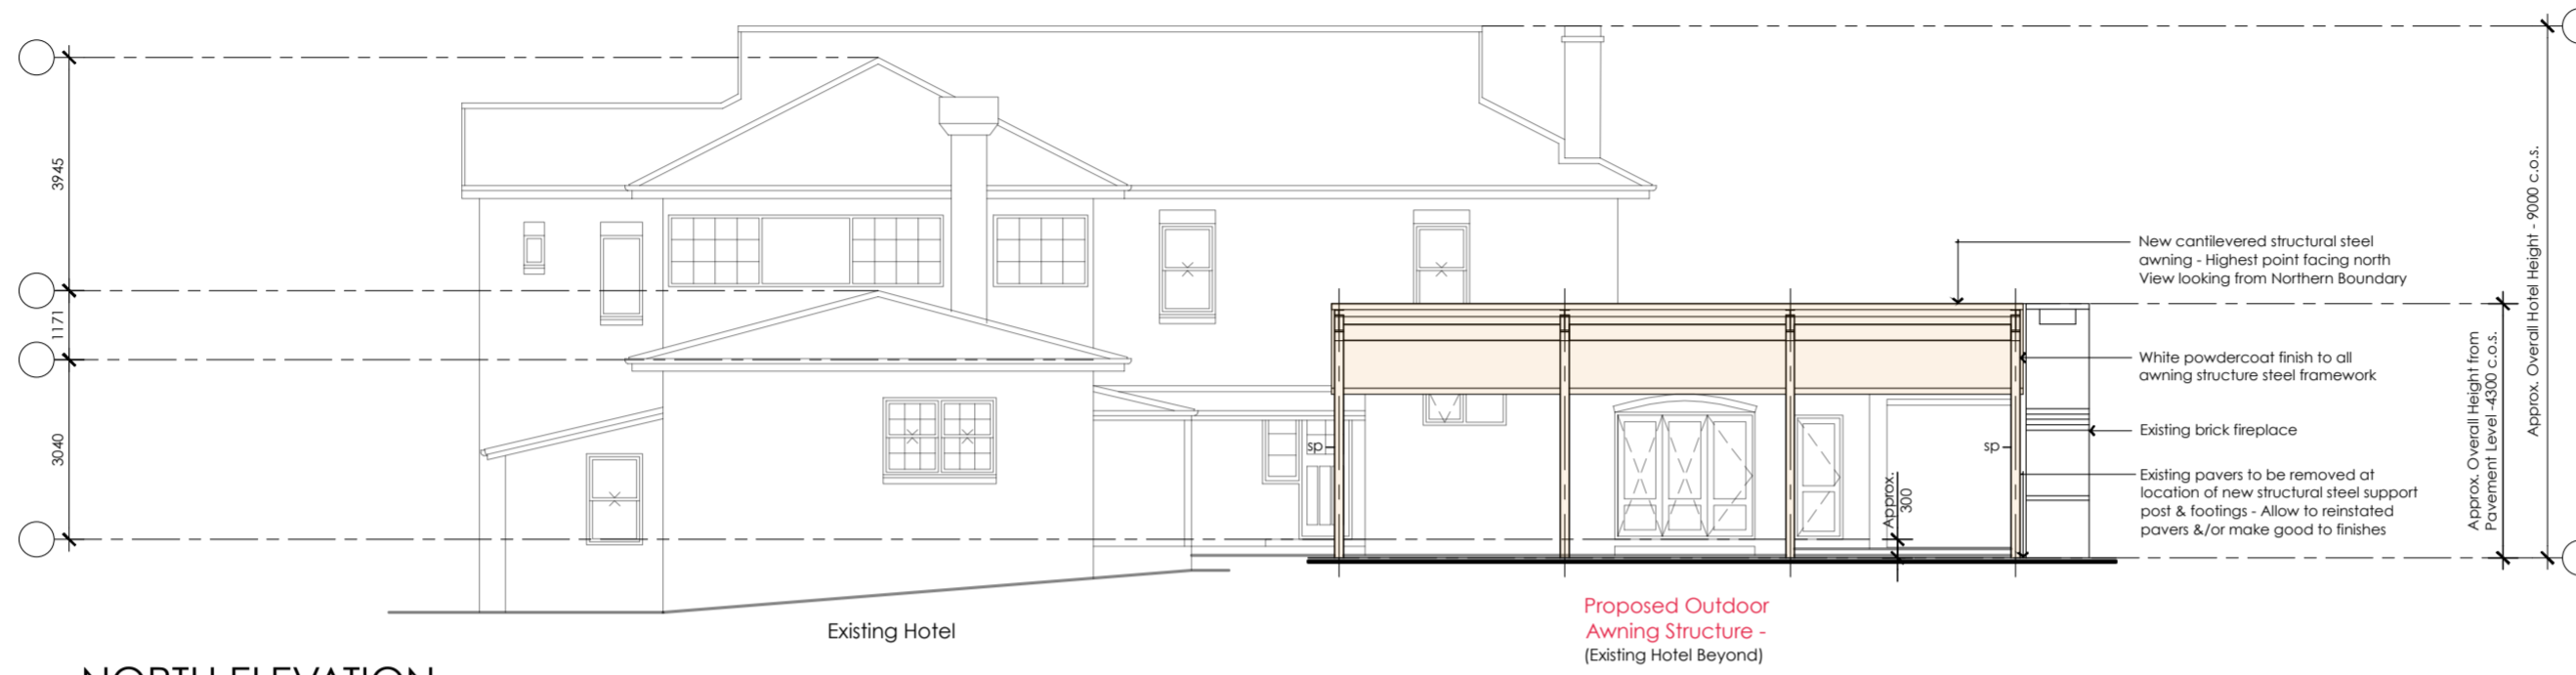 3945
1171
3040
New cantilevered structural steel
awning - Highest point facing north
View looking from Northern Boundary
White powdercoat finish to all
awning structure steel framework
Existing brick fireplace
Existing pavers to be removed at
location of new structural steel support
post & footings - Allow to reinstated
pavers &/or make good to finishes
Approx. Overall Height from
Pavement Level -4300 c.o.s.
Approx. Overall Hotel Height - 9000 c.o.s.
sp
sp
Approx.
300
Existing Hotel
Proposed Outdoor
Awning Structure -
(Existing Hotel Beyond)
NORTH ELEVATION